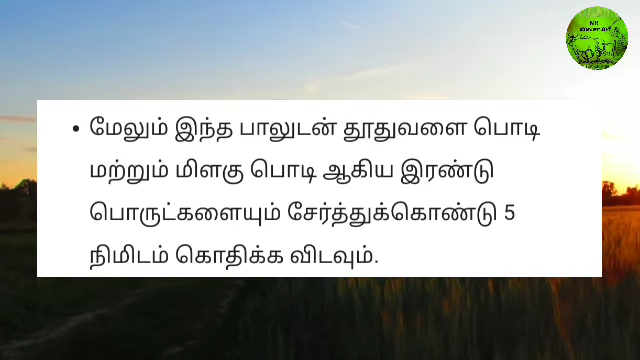 • மேலும் இந்த பாலுடன் தூதுவளை பொடி
மற்றும் மிளகு பொடி ஆகிய இரண்டு
பொருட்களையும் சேர்த்துக்கொண்டு 5
நிமிடம் கொதிக்க விடவும்.